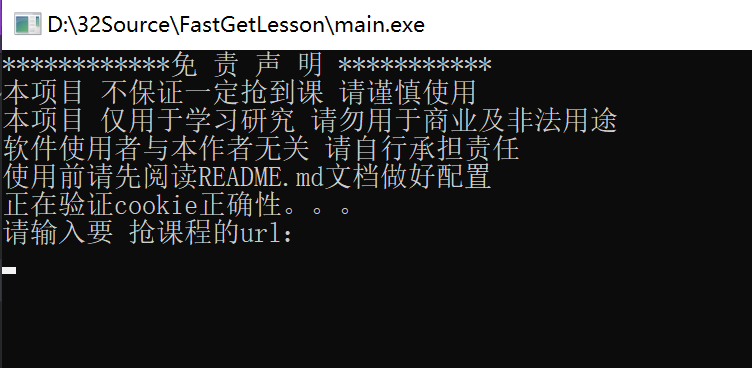 D:\32Source\FastGetLesson\main.exe
************免 责 声 明 ***********
本项目 不保证一定抢到课 请谨慎使用
本项目 仅用于学习研究 请勿用于商业及非法用途
软件使用者与本作者无关 请自行承担责任
使用前请先阅读README.md文档做好配置
正在验证cookie正确性。。。
请输入要 抢课程的url：